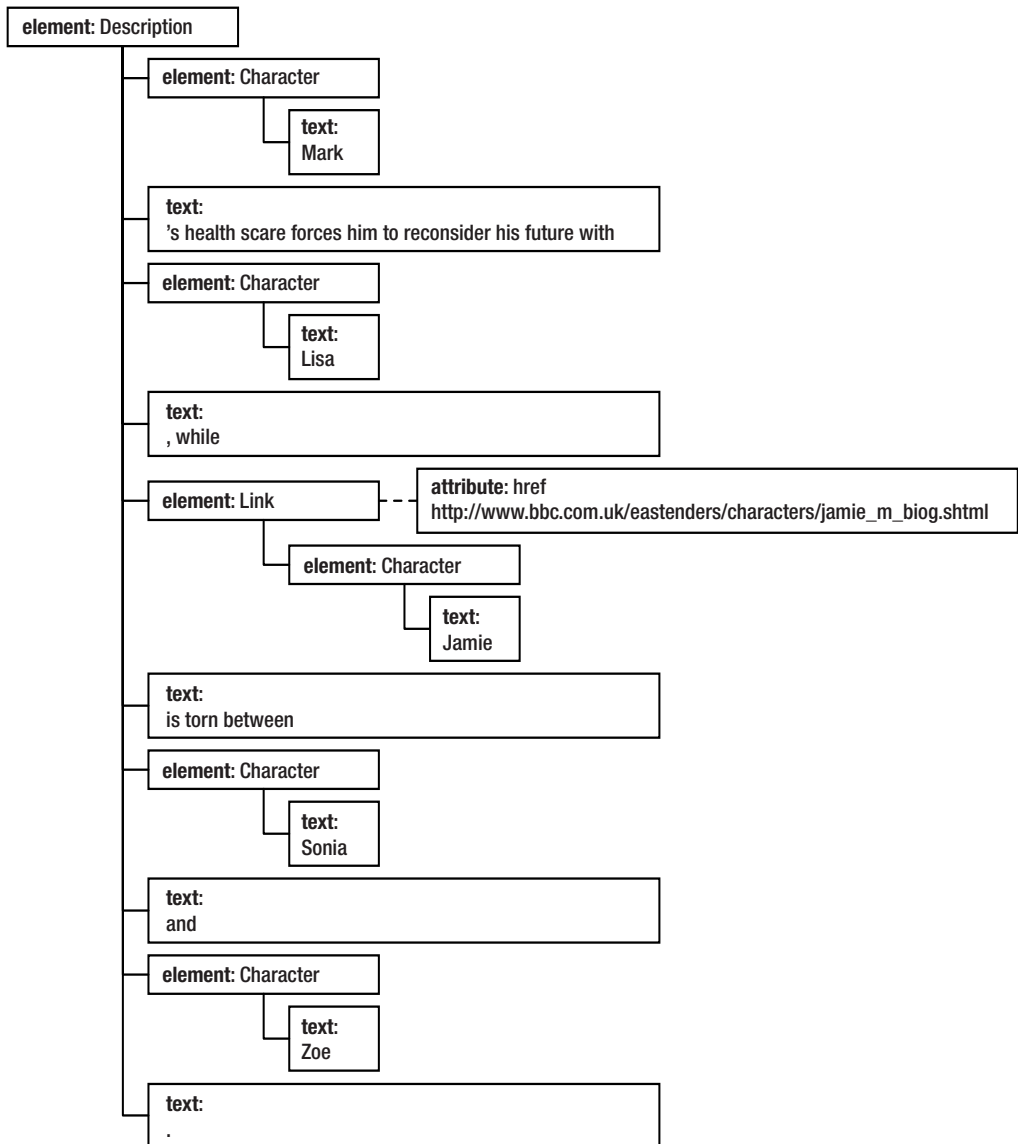 element: Description
element: Character
text:
Mark
text:
’s health scare forces him to reconsider his future with
element: Character
text:
Lisa
text:
, while
element: Link
attribute: href
http://www.bbc.com.uk/eastenders/characters/jamie_m_biog.shtml
element: Character
text:
Jamie
text:
is torn between
element: Character
text:
Sonia
text:
and
element: Character
text:
Zoe
text:
.